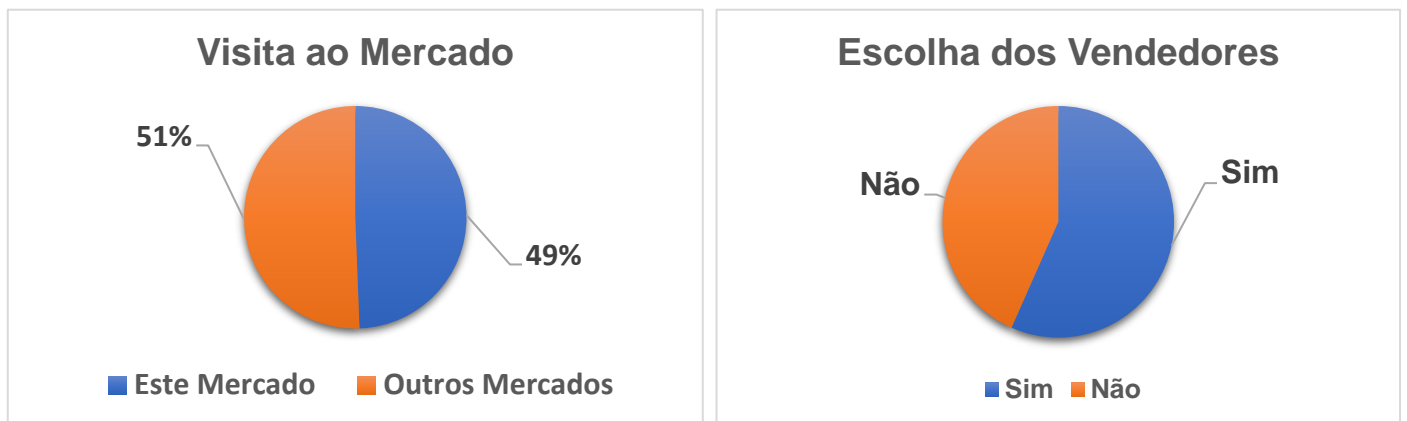 Visita ao Mercado
51%
49%
Este Mercado Outros Mercados
Escolha dos Vendedores
Não
Sim
Sim Não